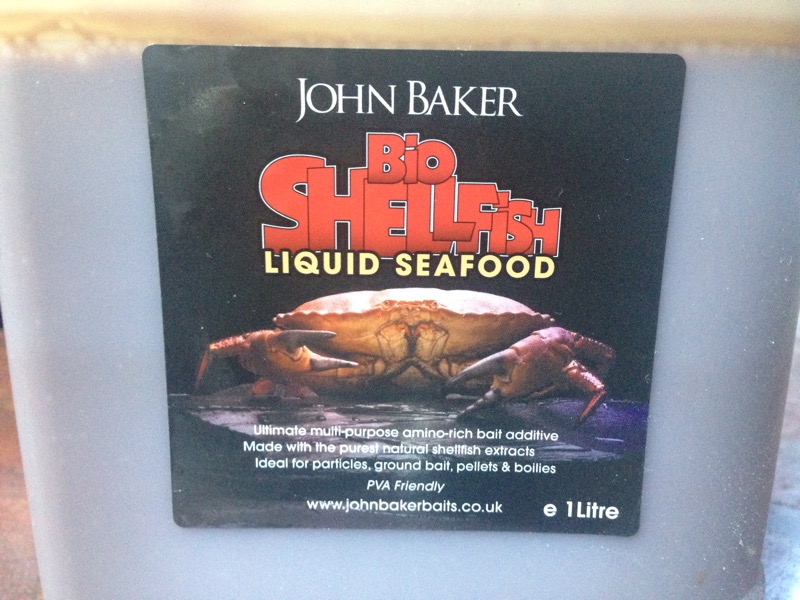 JOHN BAKER
BiO
SHELLFiSH
LIQUID SEAFOOD
Ultimate multi-purpose amino-rich bait additive
Made with the purest natural shellfish extracts
Ideal for particles, ground bait, pellets & boilies
PVA Friendly
www.johnbakerbaits.co.uk
e 1Litre